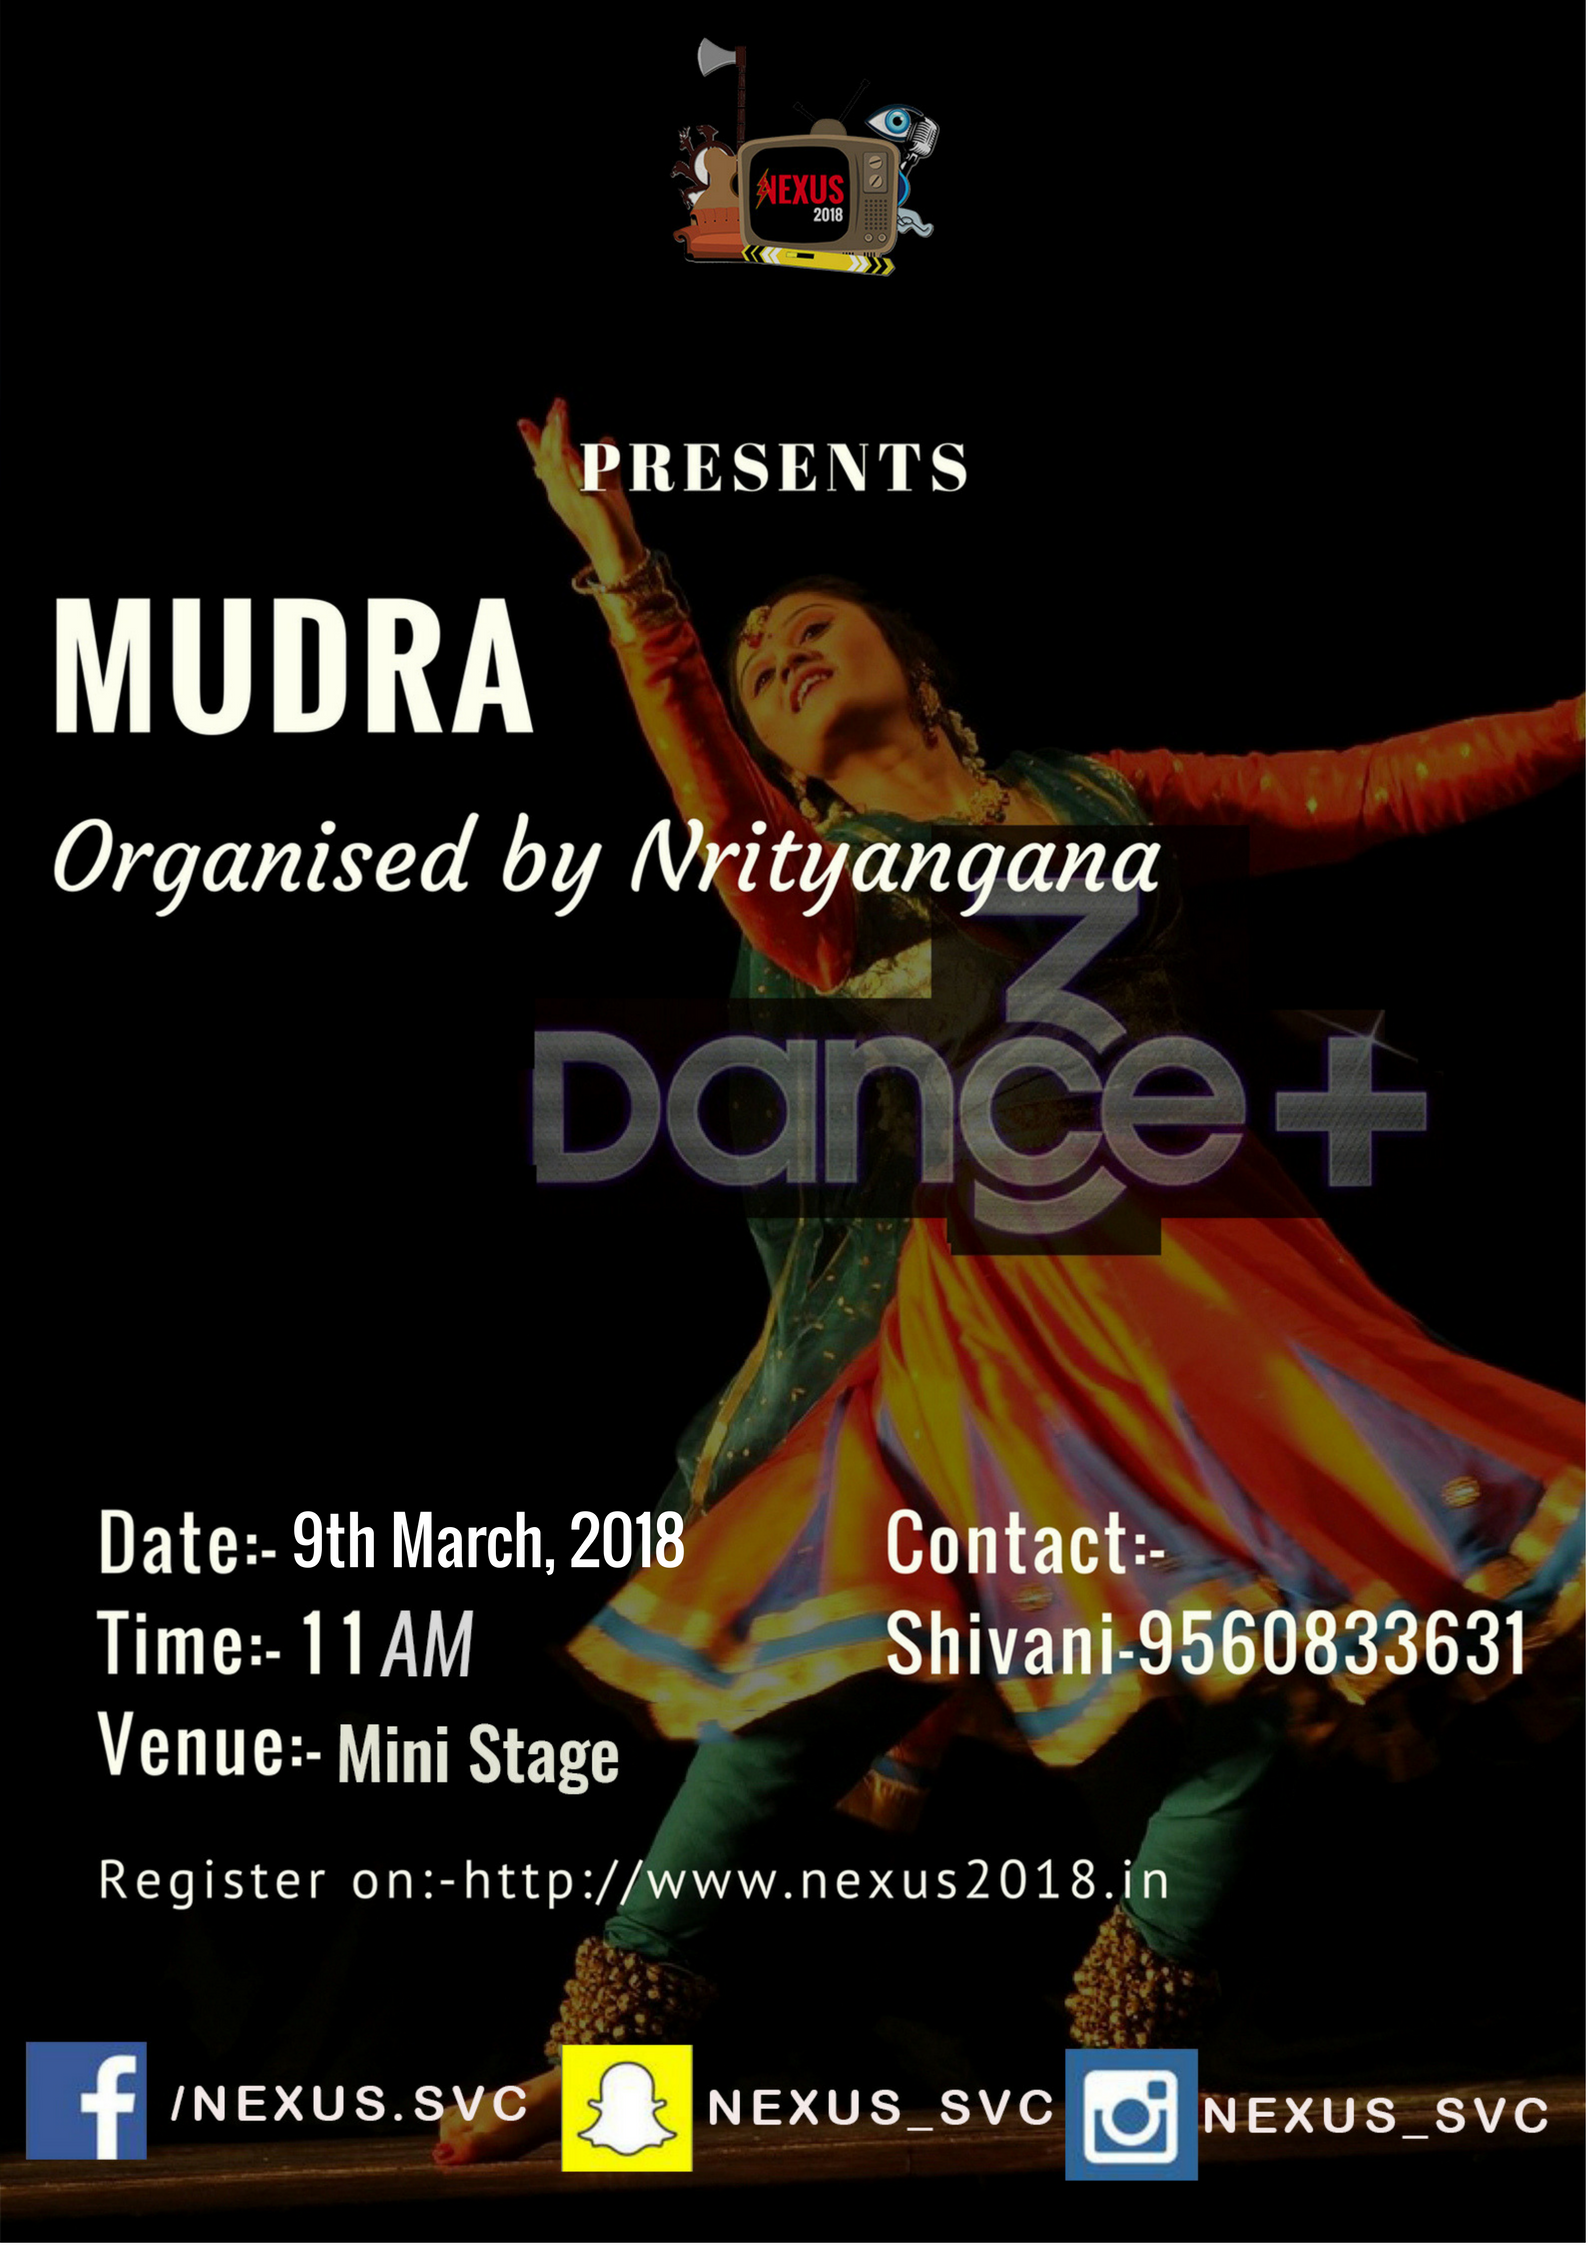 NEXUS
2018
PRESENTS
MUDRA
Organised by Nrityangana
3
Dance+
Date:- 9th March, 2018
Time:- 11 AM
Venue:- Mini Stage
Contact:-
Shivani-9560833631
Register on:-http://www.nexus2018.in
/NEXUS.SVC
NEXUS_SVC
NEXUS_SVC